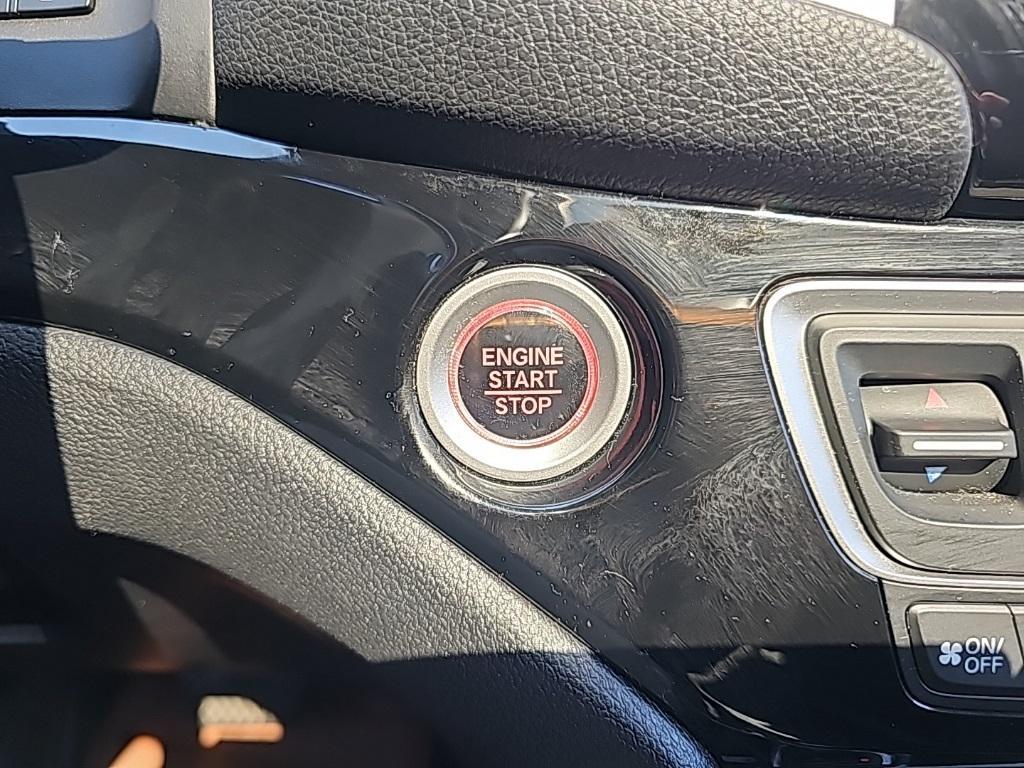 ENGINE
START
STOP
ON/
OFF